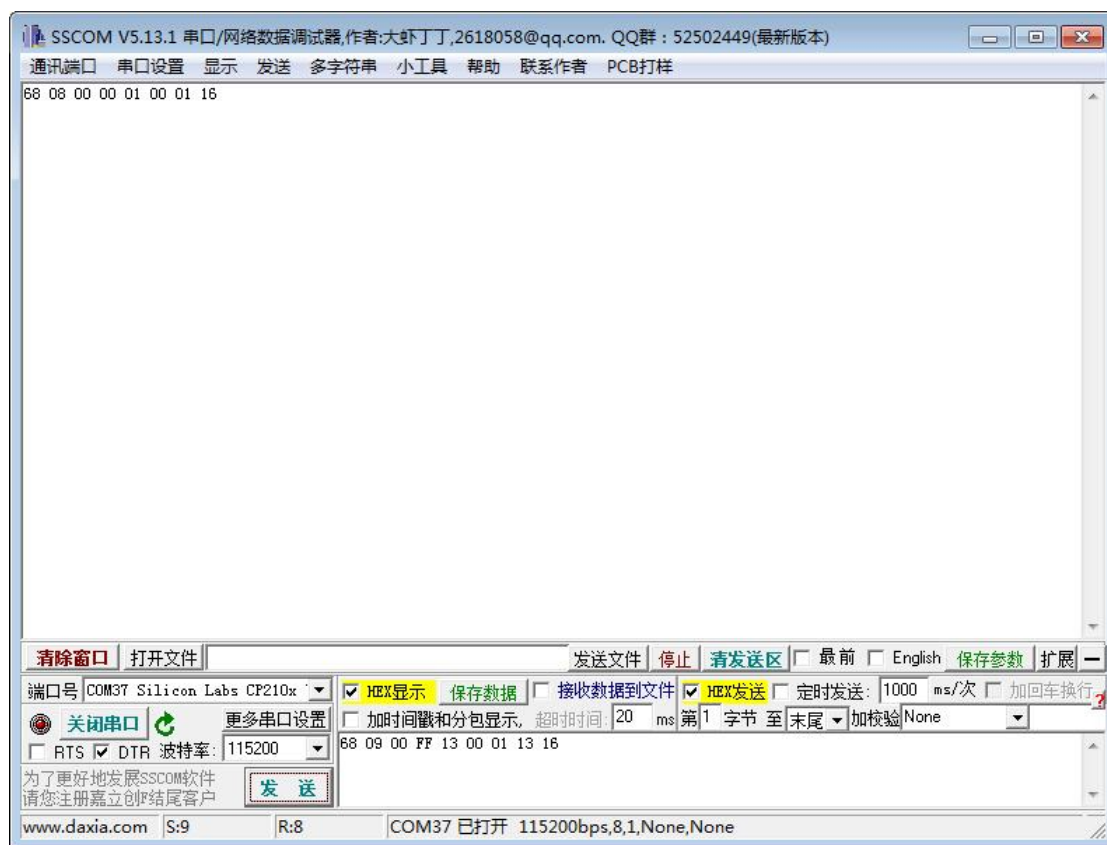 SSCOM V5.13.1 串口/网络数据调试器,作者:大虾丁丁,2618058@qq.com. QQ群：52502449(最新版本)
通讯端口 串口设置 显示 发送 多字符串 小工具 帮助 联系作者 PCB打样
68 08 00 00 01 00 01 16
清除窗口 打开文件 发送文件 停止 清发送区 最前 English 保存参数 扩展 —
端口号 COM37 Silicon Labs CP210x HEX显示 保存数据 接收数据到文件 HEX发送 定时发送: 1000 ms/次 加回车换行
关闭串口 更多串口设置 加时间戳和分包显示, 超时时间: 20 ms 第1 字节 至 末尾 加校验 None ?
RTS DTR 波特率: 115200 68 09 00 FF 13 00 01 13 16
为了更好地发展SSCOM软件
请您注册嘉立创F结尾客户
发 送
www.daxia.com S:9 R:8 COM37 已打开 115200bps,8,1,None,None